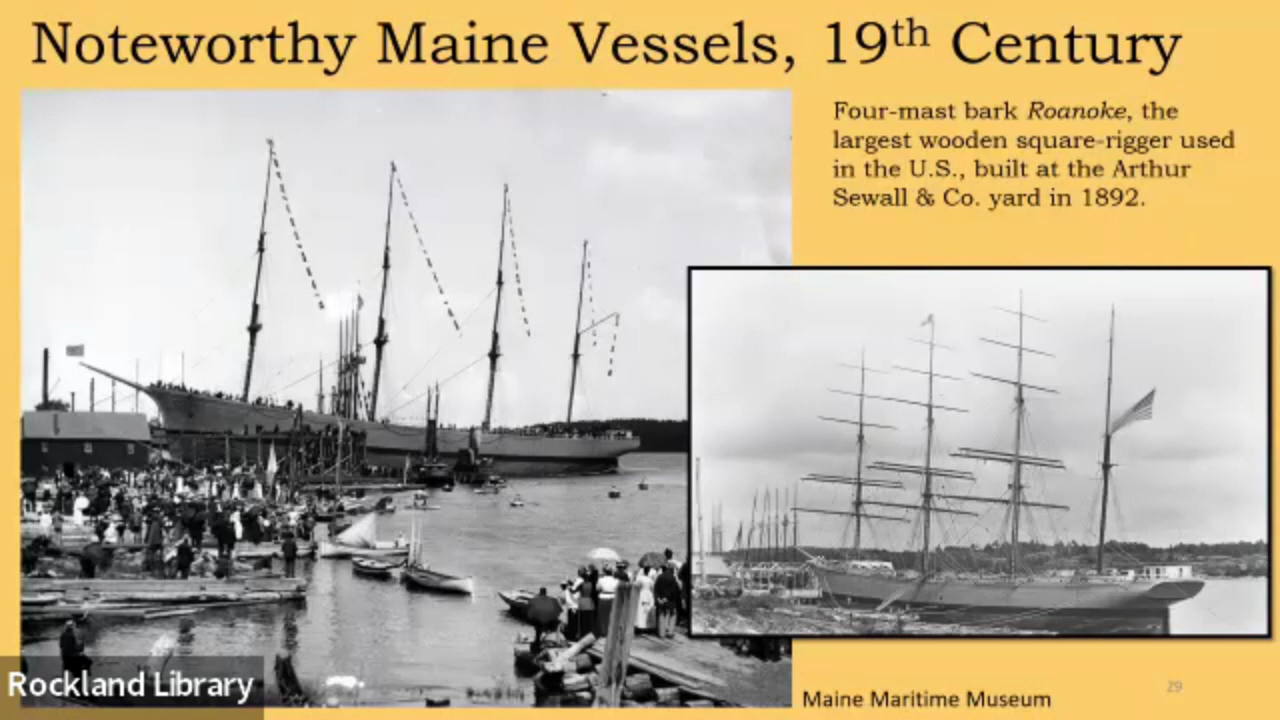 Noteworthy Maine Vessels, 19th Century
Four-mast bark Roanoke, the
largest wooden square-rigger used
in the U.S., built at the Arthur
Sewall & Co. yard in 1892.
Rockland Library
Maine Maritime Museum
29